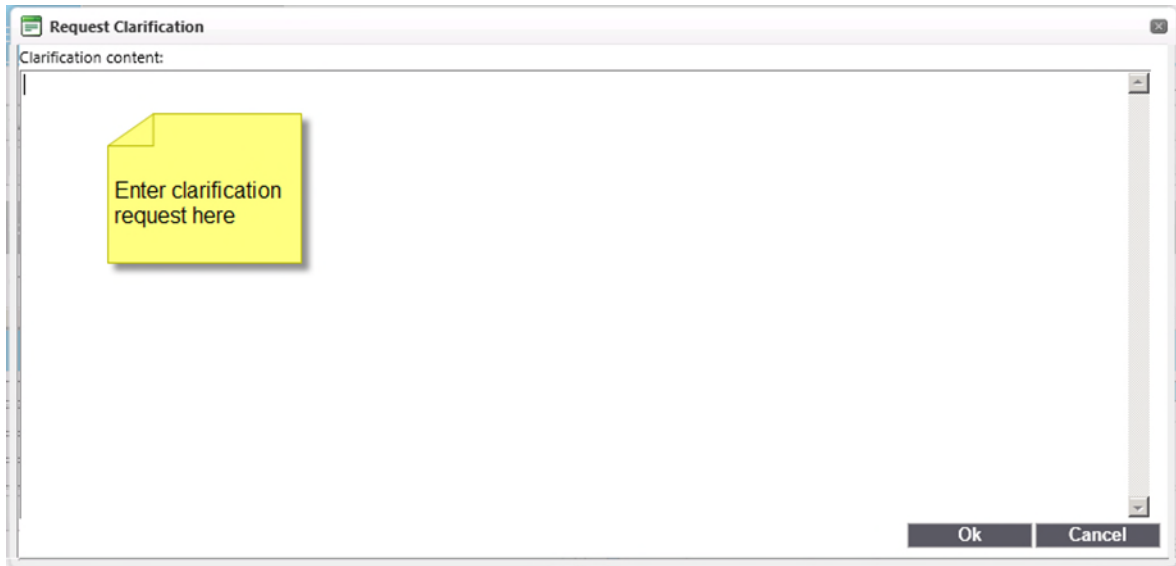 Request Clarification
Clarification content:
Enter clarification
request here
Ok
Cancel